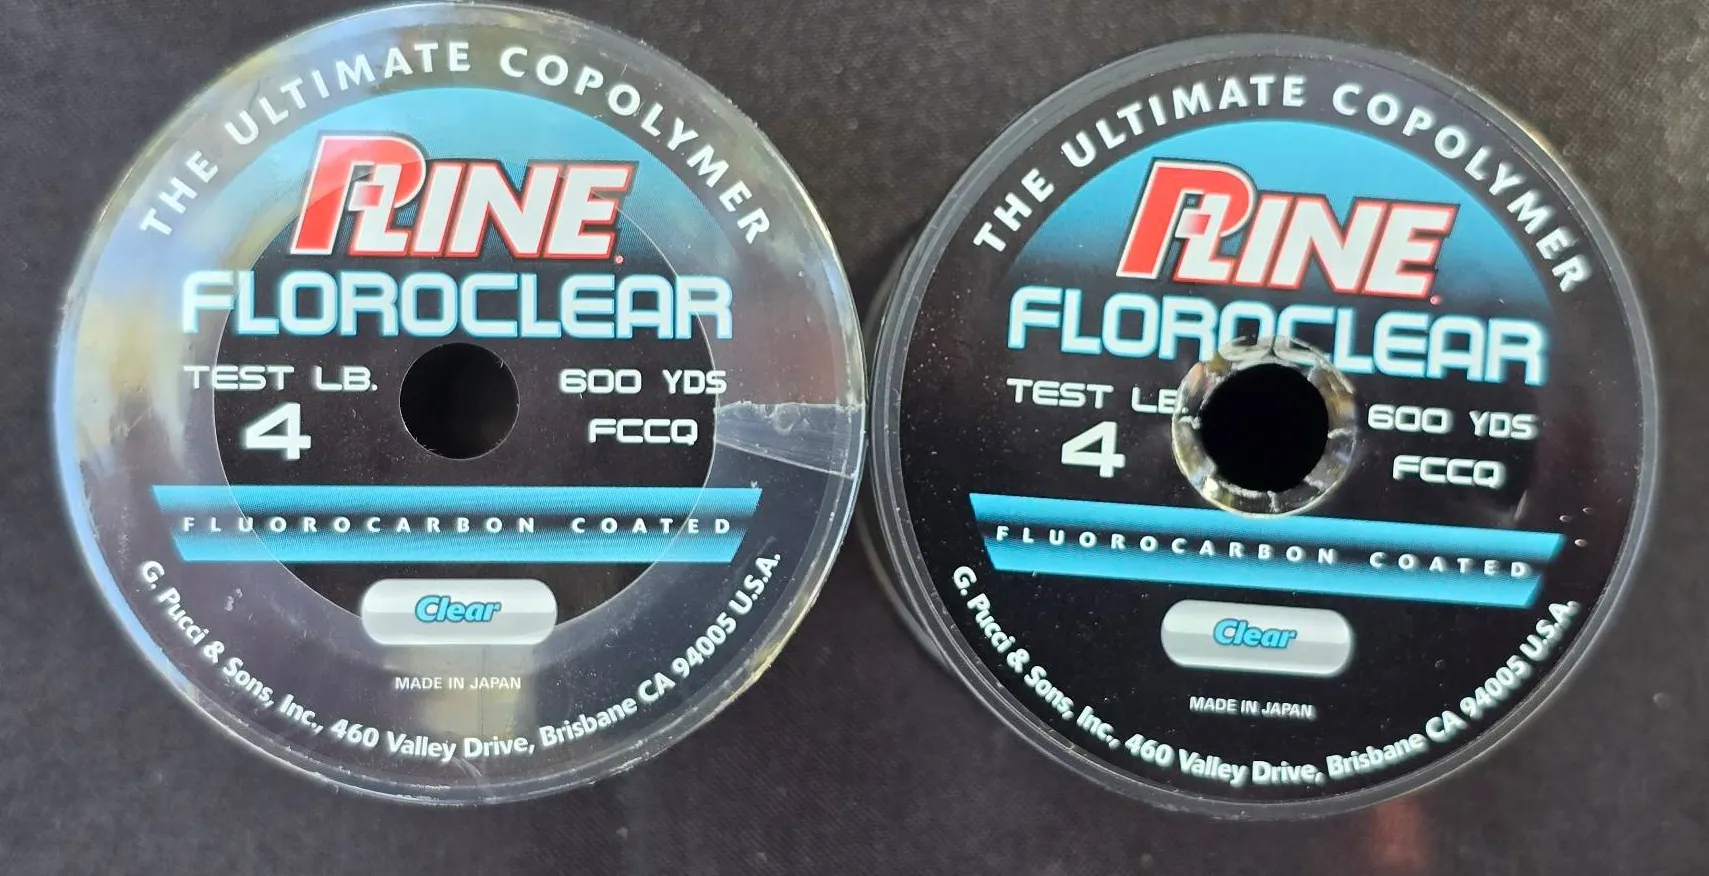 THE ULTIMATE COPOLYMER
PLINE
FLOROCLEAR
TEST LB.
4
600 YDS
FCCQ
FLUOROCARBON COATED
Clear
MADE IN JAPAN
G. Pucci & Sons, Inc., 460 Valley Drive, Brisbane CA 94005 U.S.A.
THE ULTIMATE COPOLYMER
PLINE
FLOROCLEAR
TEST LB
4
600 YDS
FCCQ
FLUOROCARBON COATED
Clear
MADE IN JAPAN
G. Pucci & Sons, Inc., 460 Valley Drive, Brisbane CA 94005 U.S.A.